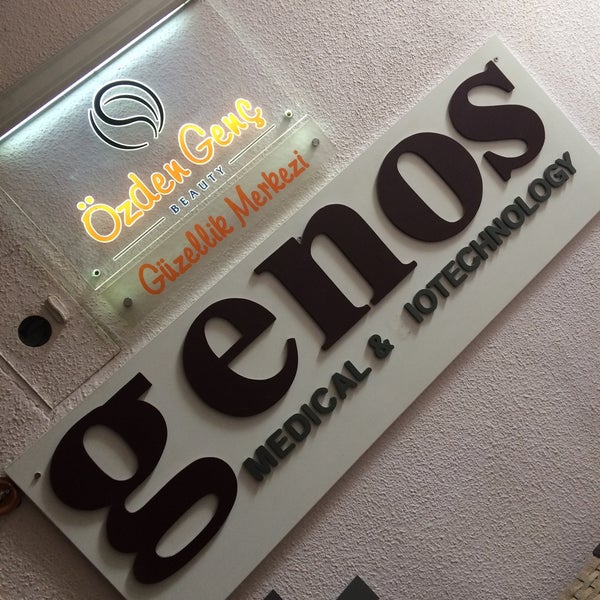 Özden Genç
BEAUTY
Güzellik Merkezi
genos
MEDICAL & IOTECHNOLOGY